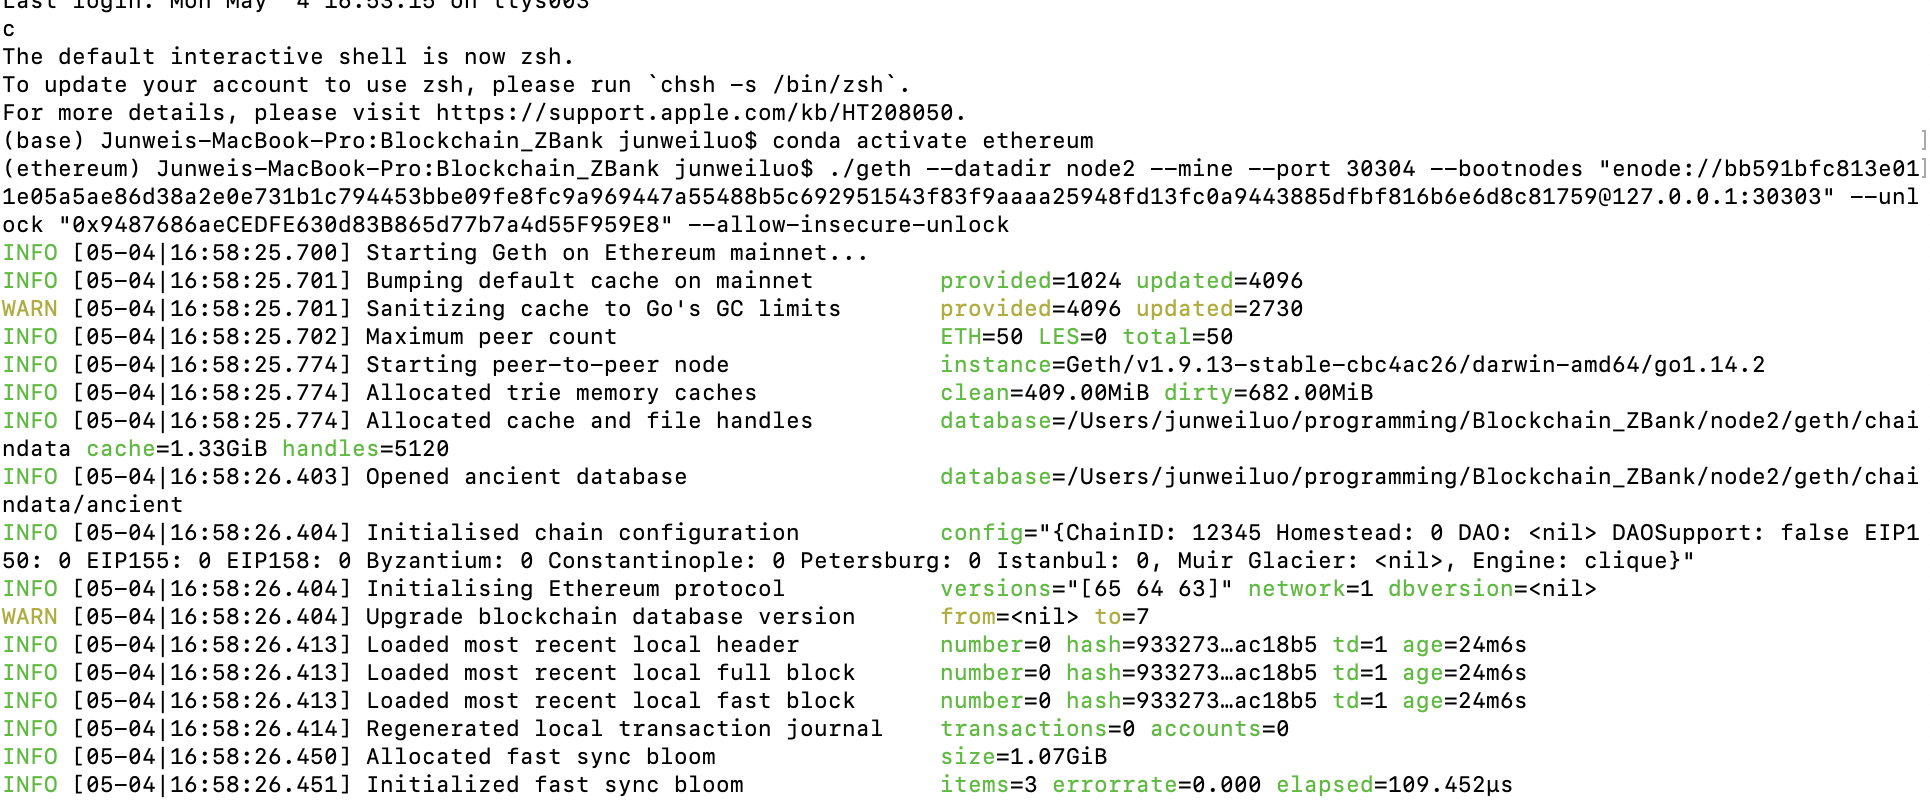 Last login: Mon May  4 16:53:15 on ttys003
c
The default interactive shell is now zsh.
To update your account to use zsh, please run `chsh -s /bin/zsh`.
For more details, please visit https://support.apple.com/kb/HT208050.
(base) Junweis-MacBook-Pro:Blockchain_ZBank junweiluo$ conda activate ethereum ]
(ethereum) Junweis-MacBook-Pro:Blockchain_ZBank junweiluo$ ./geth --datadir node2 --mine --port 30304 --bootnodes "enode://bb591bfc813e01]
1e05a5ae86d38a2e0e731b1c794453bbe09fe8fc9a969447a55488b5c692951543f83f9aaaa25948fd13fc0a9443885dfbf816b6e6d8c81759@127.0.0.1:30303" --unl
ock "0x9487686aeCEDFE630d83B865d77b7a4d55F959E8" --allow-insecure-unlock
INFO [05-04|16:58:25.700] Starting Geth on Ethereum mainnet...
INFO [05-04|16:58:25.701] Bumping default cache on mainnet         provided=1024 updated=4096
WARN [05-04|16:58:25.701] Sanitizing cache to Go's GC limits       provided=4096 updated=2730
INFO [05-04|16:58:25.702] Maximum peer count                       ETH=50 LES=0 total=50
INFO [05-04|16:58:25.774] Starting peer-to-peer node               instance=Geth/v1.9.13-stable-cbc4ac26/darwin-amd64/go1.14.2
INFO [05-04|16:58:25.774] Allocated trie memory caches             clean=409.00MiB dirty=682.00MiB
INFO [05-04|16:58:25.774] Allocated cache and file handles         database=/Users/junweiluo/programming/Blockchain_ZBank/node2/geth/chai
ndata cache=1.33GiB handles=5120
INFO [05-04|16:58:26.403] Opened ancient database                  database=/Users/junweiluo/programming/Blockchain_ZBank/node2/geth/chai
ndata/ancient
INFO [05-04|16:58:26.404] Initialised chain configuration          config="{ChainID: 12345 Homestead: 0 DAO: <nil> DAOSupport: false EIP1
50: 0 EIP155: 0 EIP158: 0 Byzantium: 0 Constantinople: 0 Petersburg: 0 Istanbul: 0, Muir Glacier: <nil>, Engine: clique}"
INFO [05-04|16:58:26.404] Initialising Ethereum protocol           versions="[65 64 63]" network=1 dbversion=<nil>
WARN [05-04|16:58:26.404] Upgrade blockchain database version      from=<nil> to=7
INFO [05-04|16:58:26.413] Loaded most recent local header          number=0 hash=933273…ac18b5 td=1 age=24m6s
INFO [05-04|16:58:26.413] Loaded most recent local full block      number=0 hash=933273…ac18b5 td=1 age=24m6s
INFO [05-04|16:58:26.413] Loaded most recent local fast block      number=0 hash=933273…ac18b5 td=1 age=24m6s
INFO [05-04|16:58:26.414] Regenerated local transaction journal    transactions=0 accounts=0
INFO [05-04|16:58:26.450] Allocated fast sync bloom                size=1.07GiB
INFO [05-04|16:58:26.451] Initialized fast sync bloom              items=3 errorrate=0.000 elapsed=109.452µs